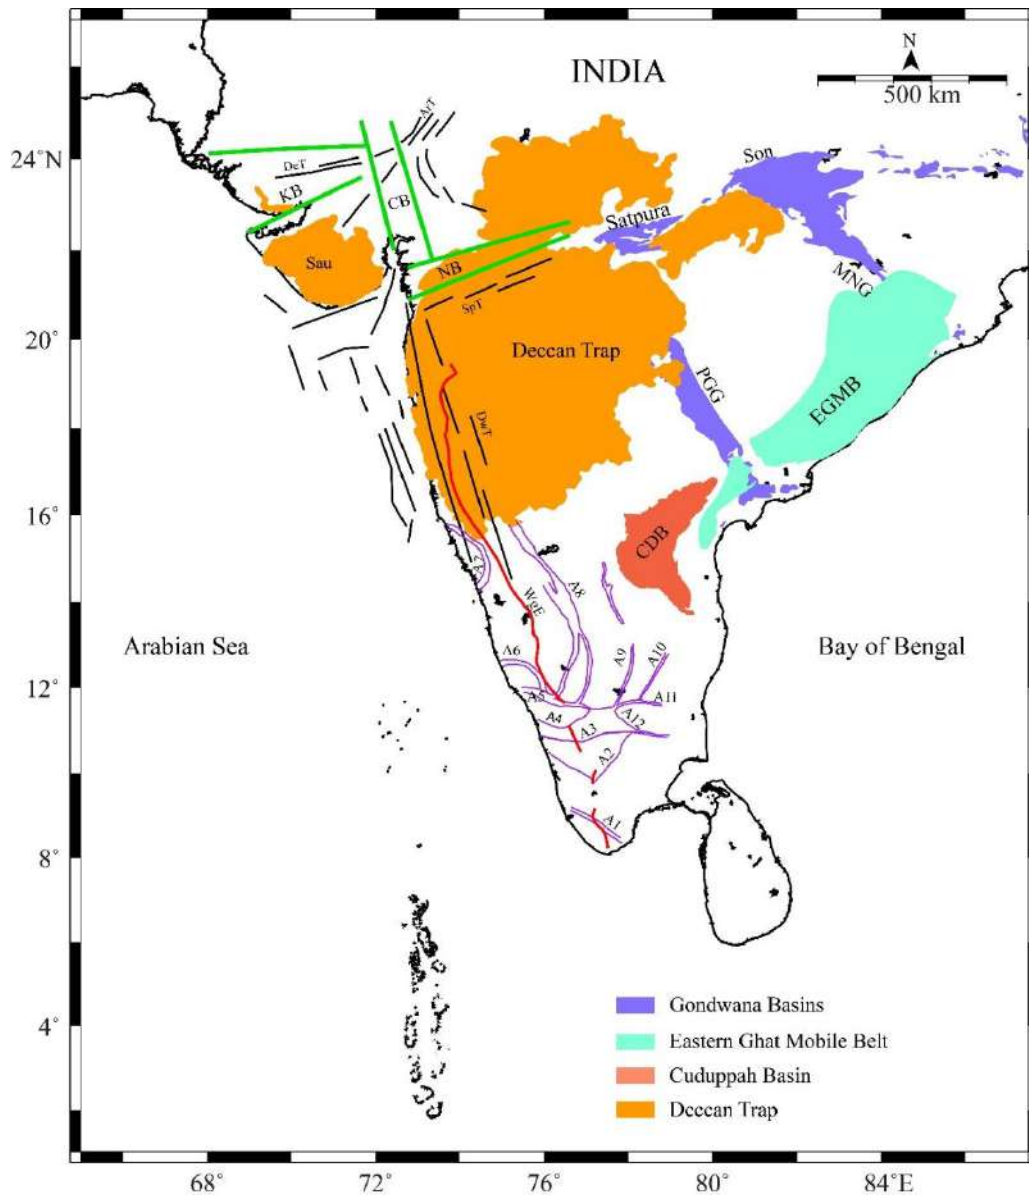 N
INDIA
500 km
24°N
20°
16°
12°
8°
4°
ArT
DeT
KB
CB
Son
Satpura
Sau
NB
MNG
SpT
Deccan Trap
PGG
EGMB
DwT
CDB
A7
A8
WgE
Arabian Sea
Bay of Bengal
A6
A9
A10
A5
A11
A4
A3
A12
A2
A1
Gondwana Basins
Eastern Ghat Mobile Belt
Cuduppah Basin
Deccan Trap
68°
72°
76°
80°
84°E